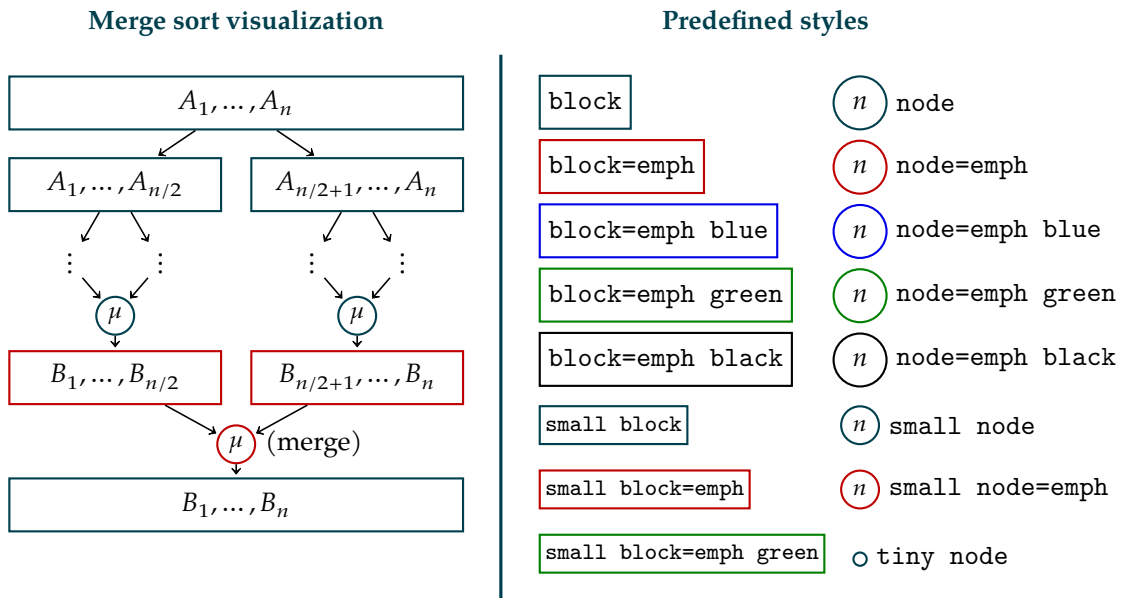 Merge sort visualization
A₁, …, Aₙ
A₁, …, Aₙ/₂
Aₙ/₂₊₁, …, Aₙ
⋮ ⋮ ⋮ ⋮
μ μ
B₁, …, Bₙ/₂
Bₙ/₂₊₁, …, Bₙ
μ (merge)
B₁, …, Bₙ
Predefined styles
block
n node
block=emph
n node=emph
block=emph blue
n node=emph blue
block=emph green
n node=emph green
block=emph black
n node=emph black
small block
n small node
small block=emph
n small node=emph
small block=emph green
tiny node